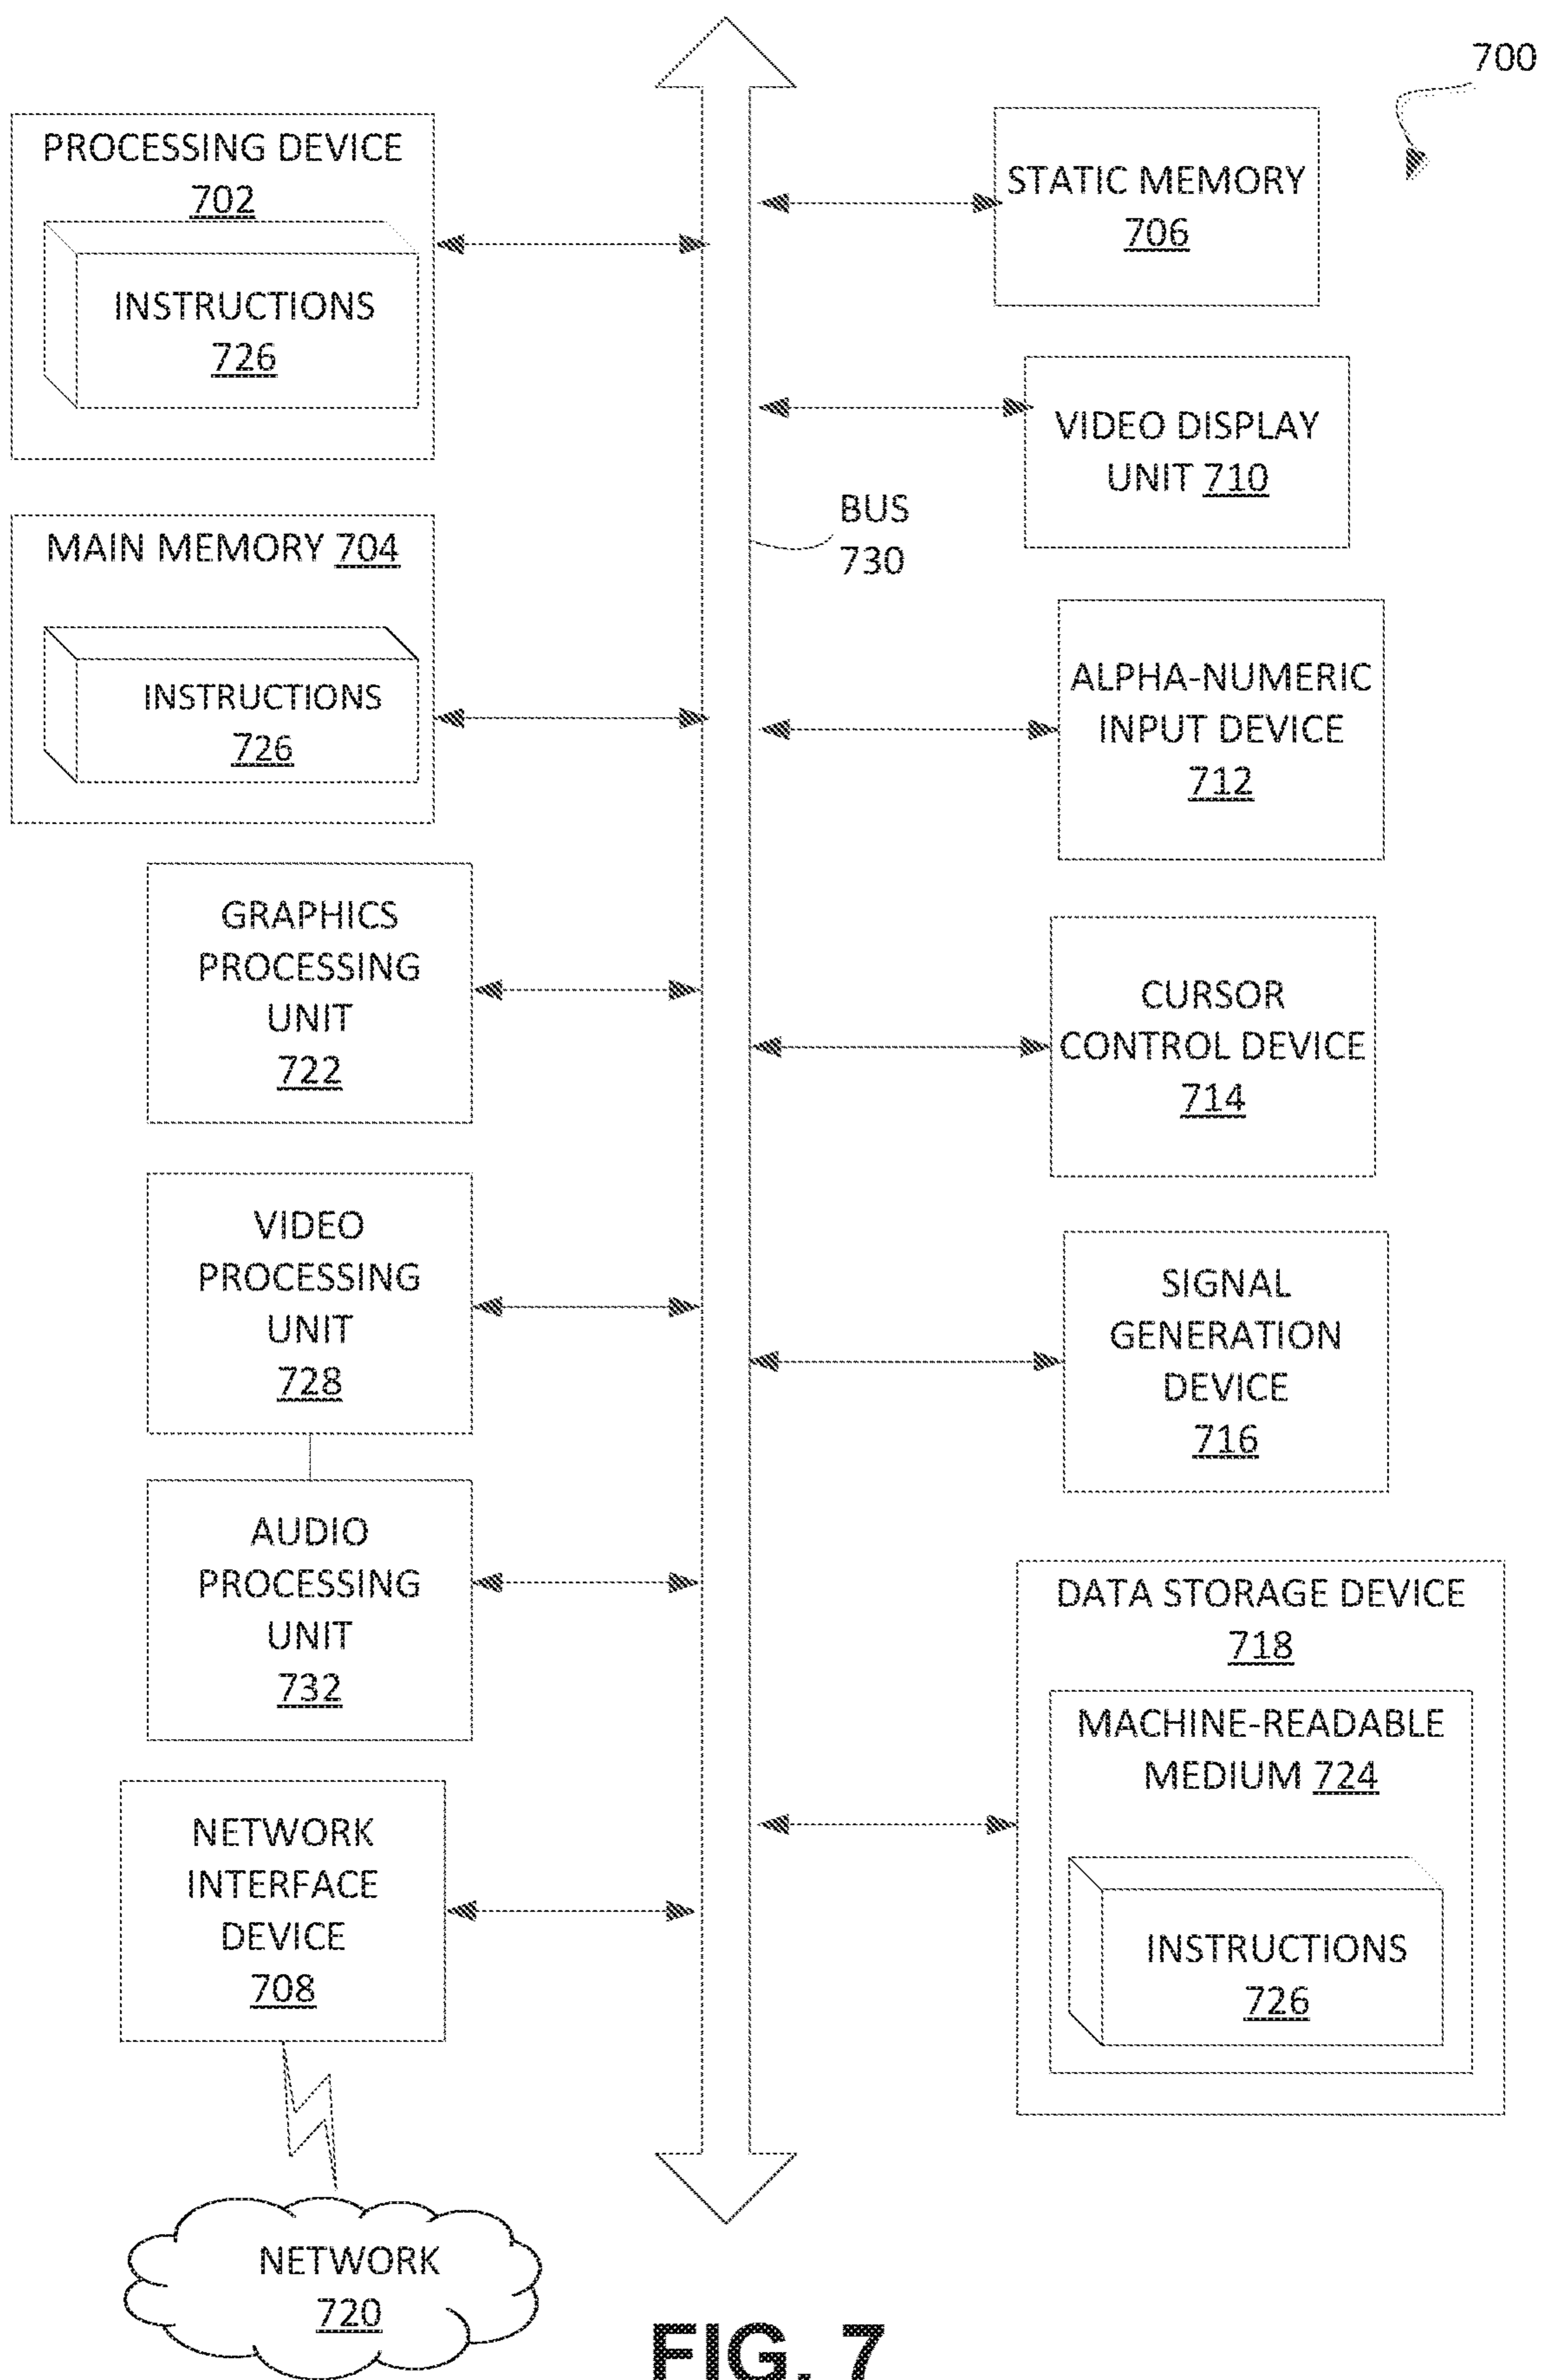 700
PROCESSING DEVICE
702
INSTRUCTIONS
726
MAIN MEMORY 704
INSTRUCTIONS
726
GRAPHICS
PROCESSING
UNIT
722
VIDEO
PROCESSING
UNIT
728
AUDIO
PROCESSING
UNIT
732
NETWORK
INTERFACE
DEVICE
708
NETWORK
720
BUS
730
STATIC MEMORY
706
VIDEO DISPLAY
UNIT 710
ALPHA-NUMERIC
INPUT DEVICE
712
CURSOR
CONTROL DEVICE
714
SIGNAL
GENERATION
DEVICE
716
DATA STORAGE DEVICE
718
MACHINE-READABLE
MEDIUM 724
INSTRUCTIONS
726
FIG. 7